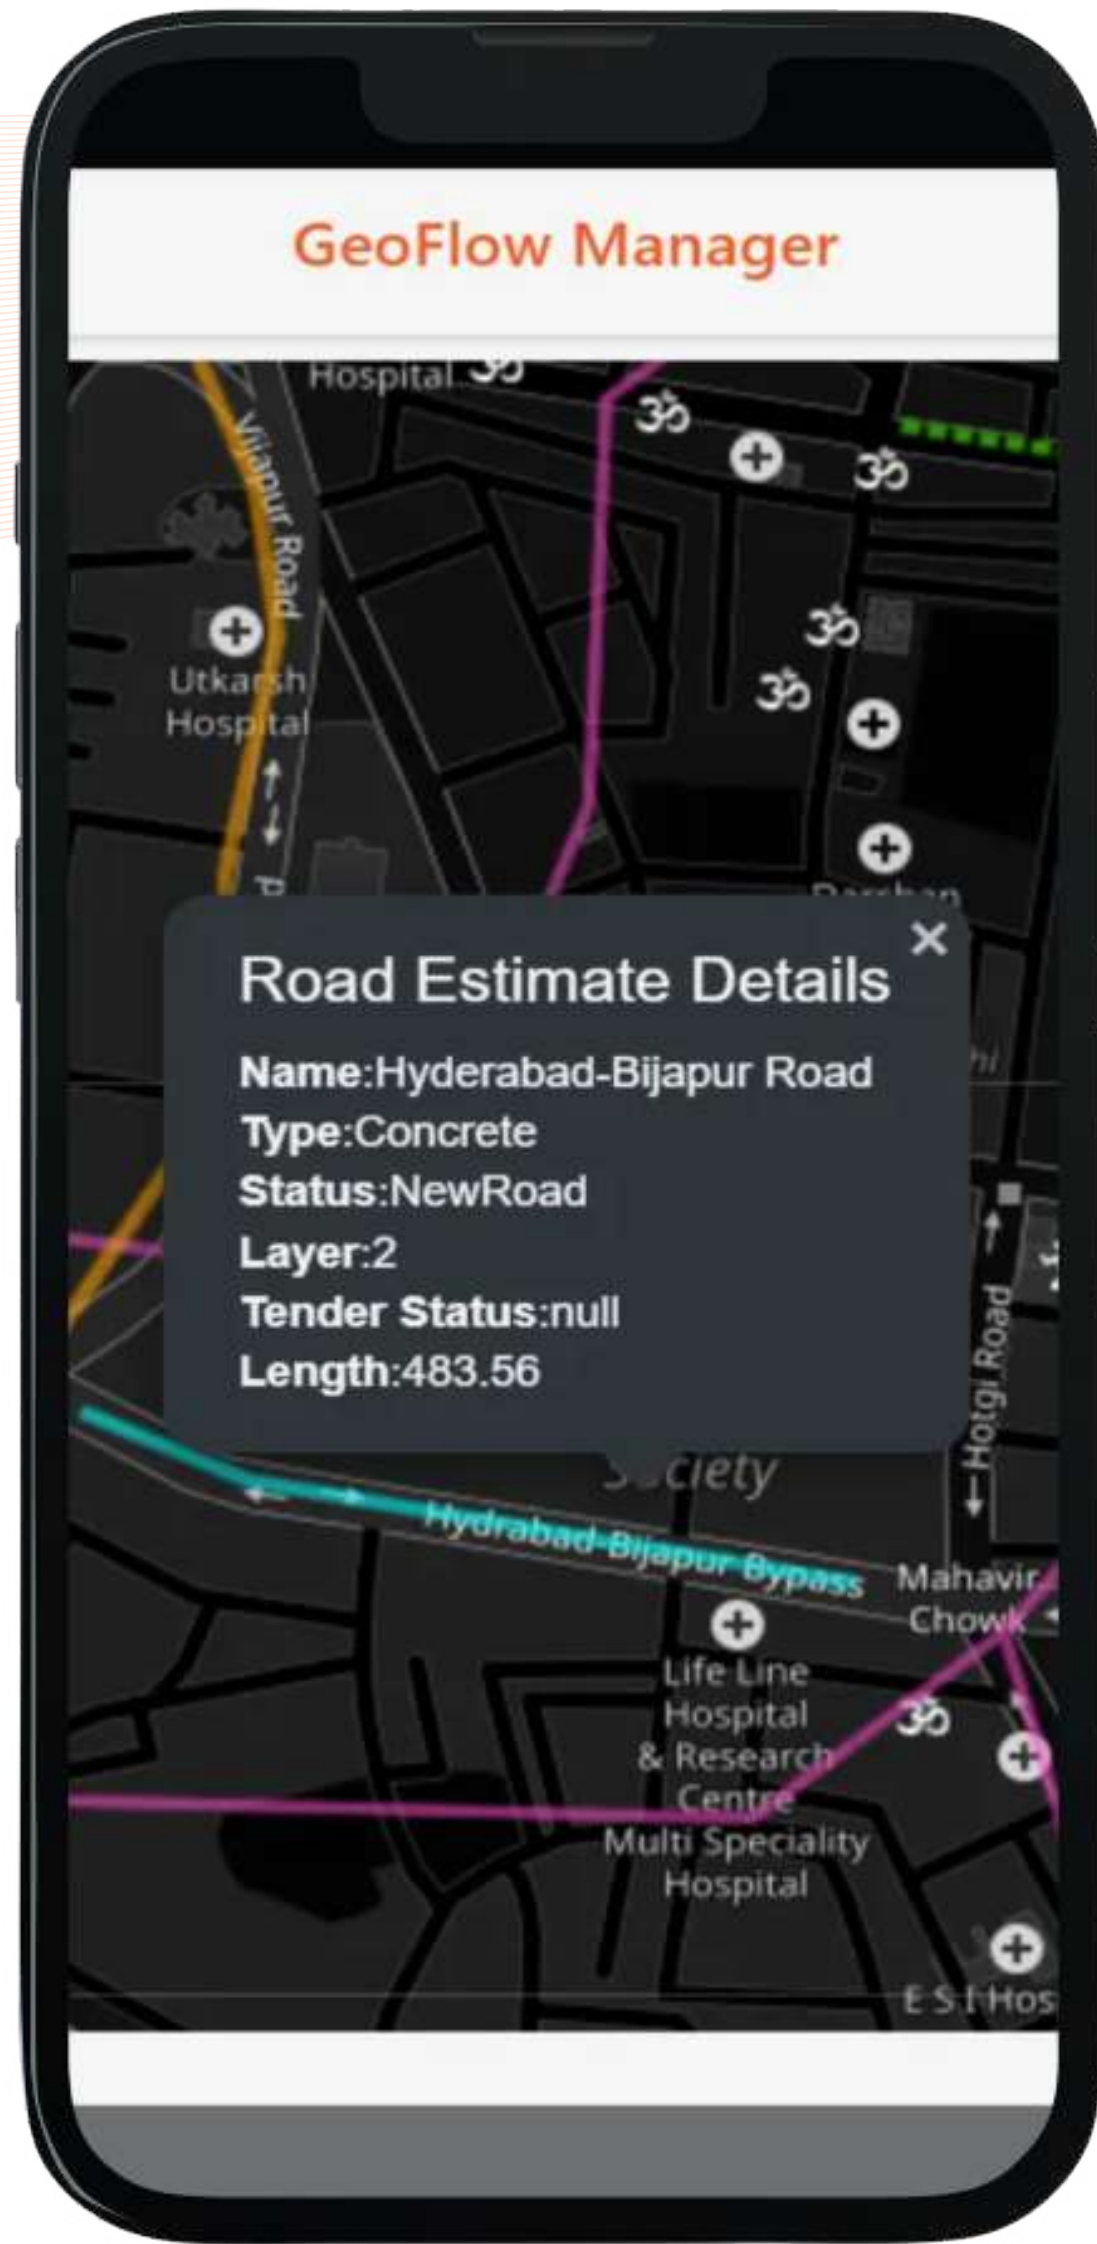 GeoFlow Manager
Hospital
Vijapur Road
Utkarsh
Hospital
Road Estimate Details
Name:Hyderabad-Bijapur Road
Type:Concrete
Status:NewRoad
Layer:2
Tender Status:null
Length:483.56
Hotgi Road
Hydrabad-Bijapur Bypass
Mahavir
Chowk
Life Line
Hospital
& Research
Centre
Multi Speciality
Hospital
E S I Hos